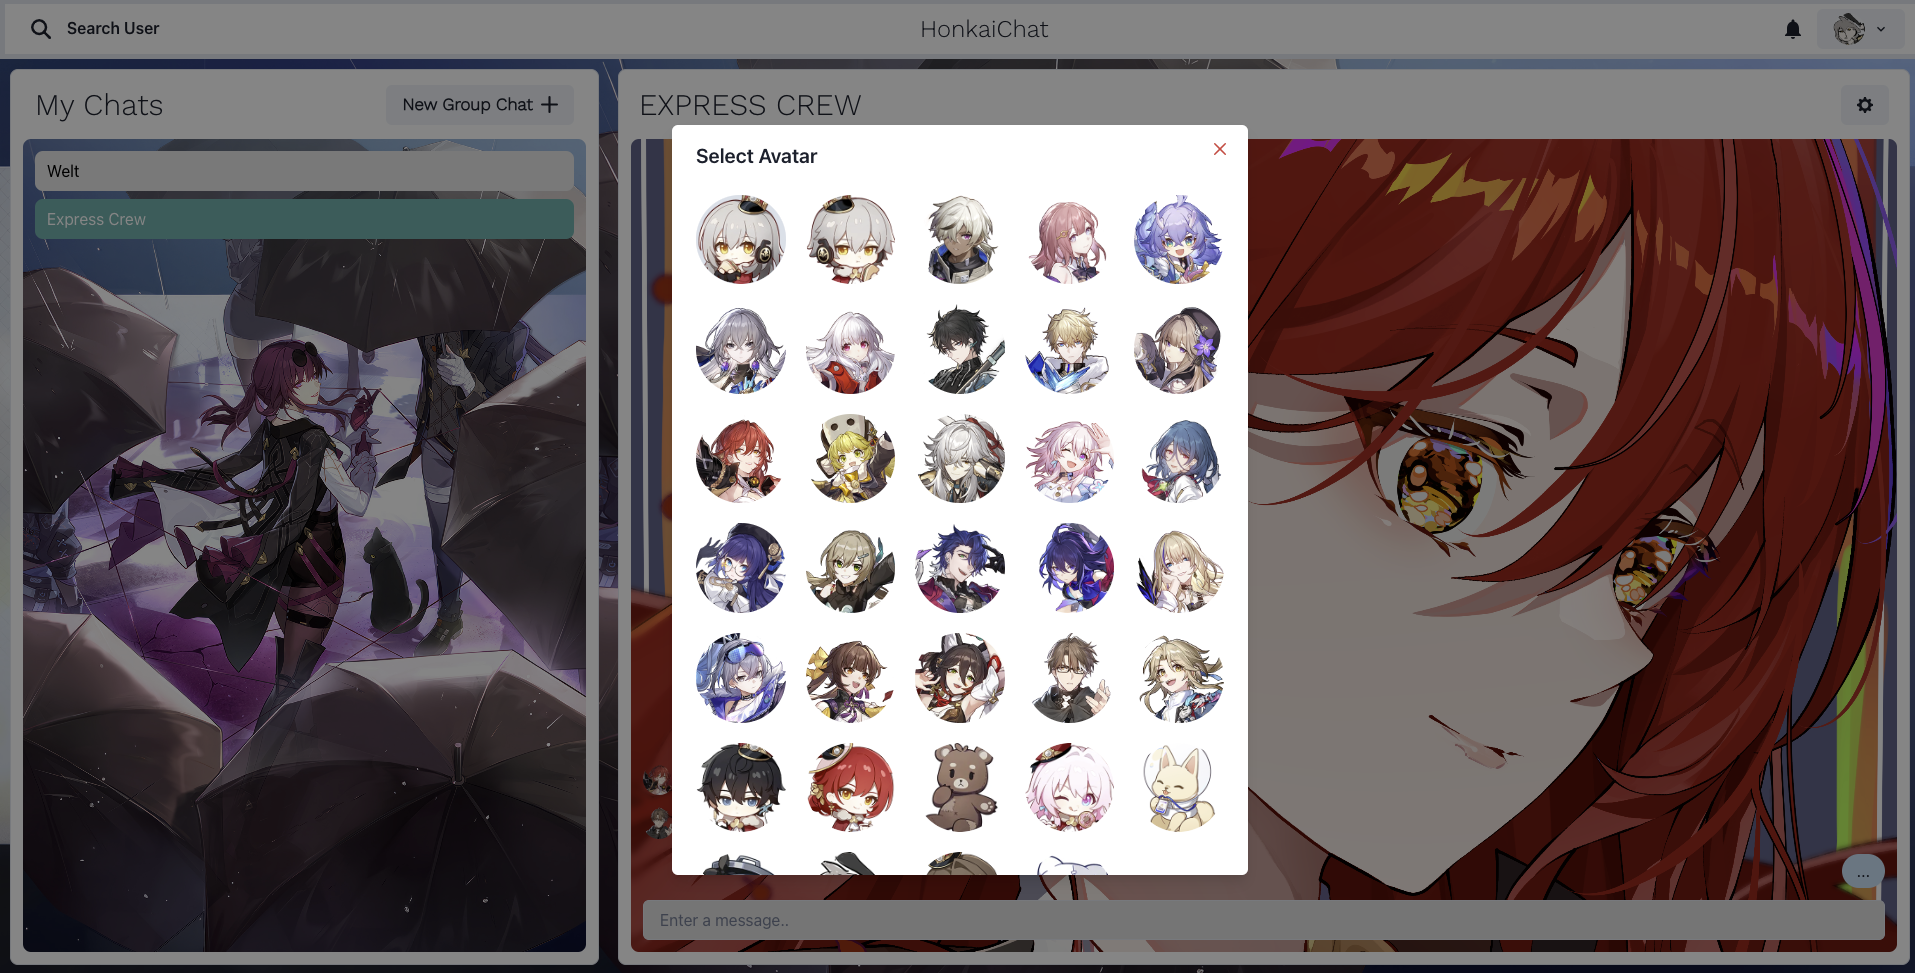 Search User
HonkaiChat
My Chats
New Group Chat
EXPRESS CREW
Welt
Express Crew
Select Avatar
...
Enter a message..